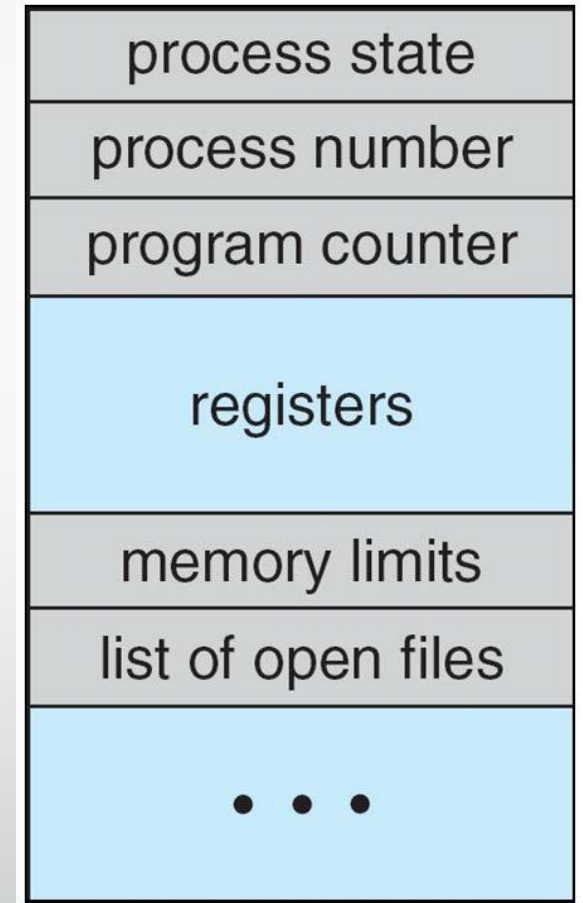 process state
process number
program counter
registers
memory limits
list of open files
• • •